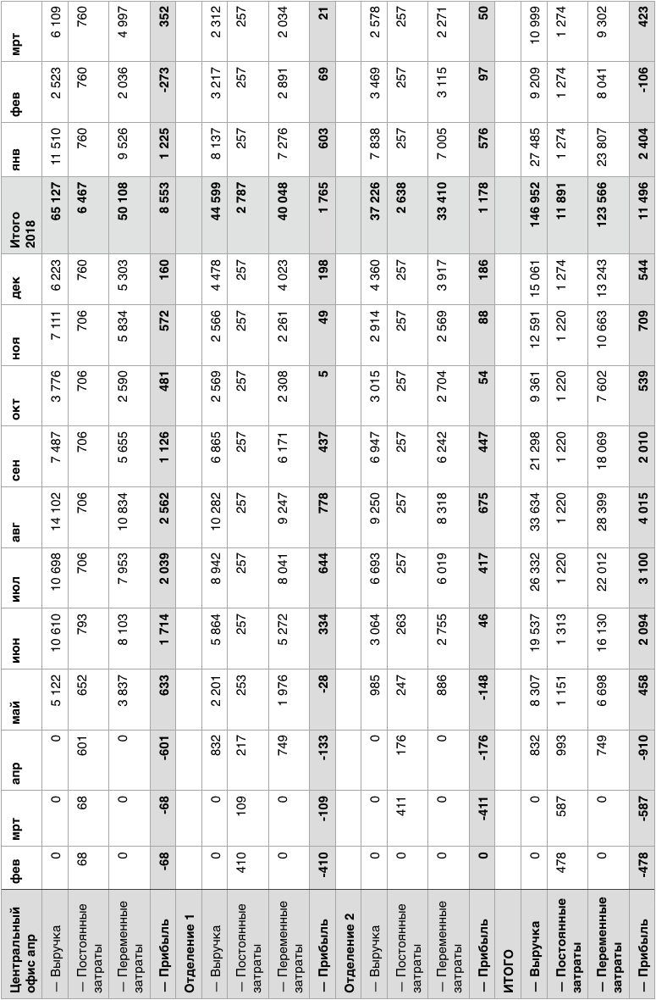 Центральный офис апр фев мрт апр май июн июл авг сен окт ноя дек Итого 2018 янв фев мрт
— Выручка 0 0 0 5 122 10 610 10 698 14 102 7 487 3 776 7 111 6 223 65 127 11 510 2 523 6 109
— Постоянные затраты 68 68 601 652 793 706 706 706 706 706 760 6 467 760 760 760
— Переменные затраты 0 0 0 3 837 8 103 7 953 10 834 5 655 2 590 5 834 5 303 50 108 9 526 2 036 4 997
— Прибыль -68 -68 -601 633 1 714 2 039 2 562 1 126 481 572 160 8 553 1 225 -273 352
Отделение 1
— Выручка 0 0 832 2 201 5 864 8 942 10 282 6 865 2 569 2 566 4 478 44 599 8 137 3 217 2 312
— Постоянные затраты 410 109 217 253 257 257 257 257 257 257 257 2 787 257 257 257
— Переменные затраты 0 0 749 1 976 5 272 8 041 9 247 6 171 2 308 2 261 4 023 40 048 7 276 2 891 2 034
— Прибыль -410 -109 -133 -28 334 644 778 437 5 49 198 1 765 603 69 21
Отделение 2
— Выручка 0 0 0 985 3 064 6 693 9 250 6 947 3 015 2 914 4 360 37 226 7 838 3 469 2 578
— Постоянные затраты 0 411 176 247 263 257 257 257 257 257 257 2 638 257 257 257
— Переменные затраты 0 0 0 886 2 755 6 019 8 318 6 242 2 704 2 569 3 917 33 410 7 005 3 115 2 271
— Прибыль 0 -411 -176 -148 46 417 675 447 54 88 186 1 178 576 97 50
ИТОГО
— Выручка 0 0 832 8 307 19 537 26 332 33 634 21 298 9 361 12 591 15 061 146 952 27 485 9 209 10 999
— Постоянные затраты 478 587 993 1 151 1 313 1 220 1 220 1 220 1 220 1 220 1 274 11 891 1 274 1 274 1 274
— Переменные затраты 0 0 749 6 698 16 130 22 012 28 399 18 069 7 602 10 663 13 243 123 566 23 807 8 041 9 302
— Прибыль -478 -587 -910 458 2 094 3 100 4 015 2 010 539 709 544 11 496 2 404 -106 423